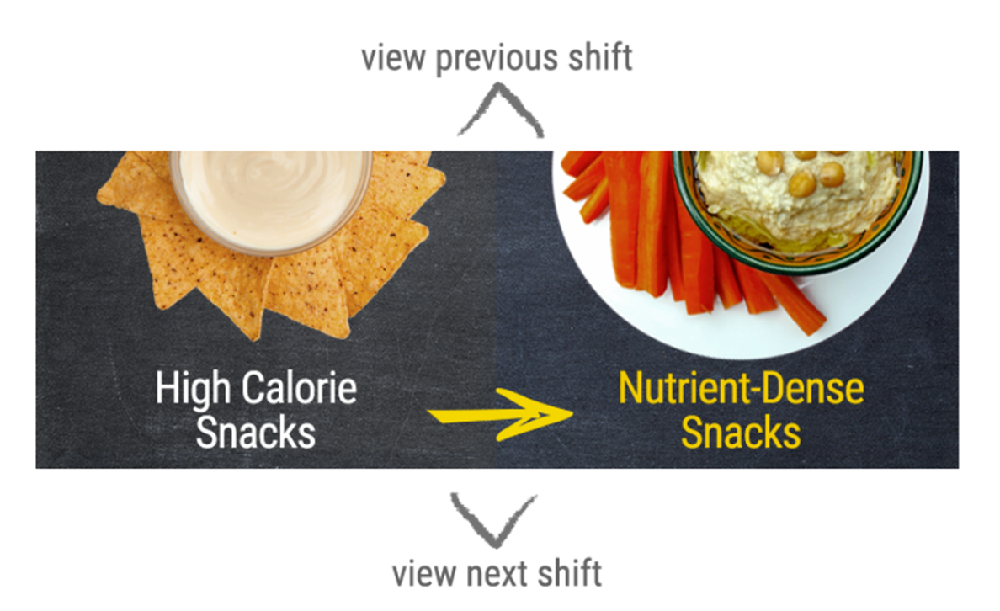 view previous shift
High Calorie
Snacks
Nutrient-Dense
Snacks
view next shift